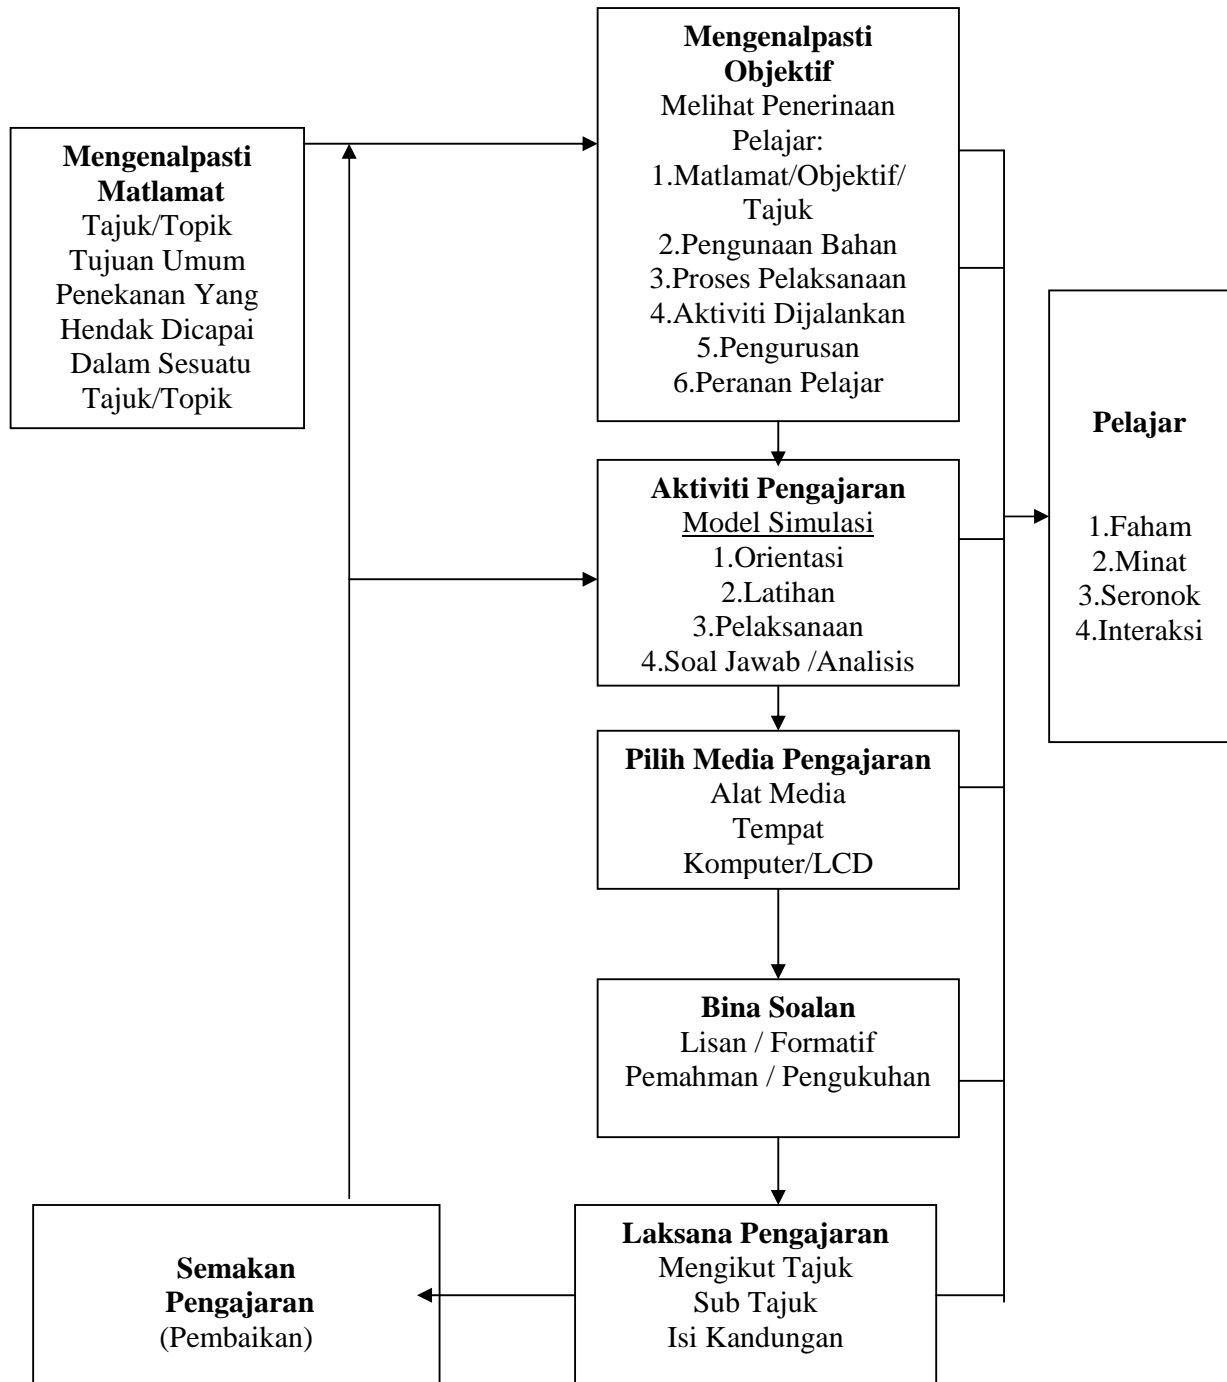 Mengenalpasti
Matlamat
Tajuk/Topik
Tujuan Umum
Penekanan Yang
Hendak Dicapai
Dalam Sesuatu
Tajuk/Topik
Mengenalpasti
Objektif
Melihat Penerinaan
Pelajar:
1.Matlamat/Objektif/
Tajuk
2.Pengunaan Bahan
3.Proses Pelaksanaan
4.Aktiviti Dijalankan
5.Pengurusan
6.Peranan Pelajar
Aktiviti Pengajaran
Model Simulasi
1.Orientasi
2.Latihan
3.Pelaksanaan
4.Soal Jawab /Analisis
Pilih Media Pengajaran
Alat Media
Tempat
Komputer/LCD
Bina Soalan
Lisan / Formatif
Pemahman / Pengukuhan
Laksana Pengajaran
Mengikut Tajuk
Sub Tajuk
Isi Kandungan
Semakan
Pengajaran
(Pembaikan)
Pelajar
1.Faham
2.Minat
3.Seronok
4.Interaksi